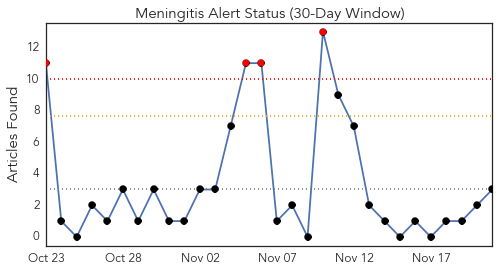 Meningitis Alert Status (30-Day Window)
Articles Found
12
10
8
6
4
2
0
Oct 23 Oct 28 Nov 02 Nov 07 Nov 12 Nov 17